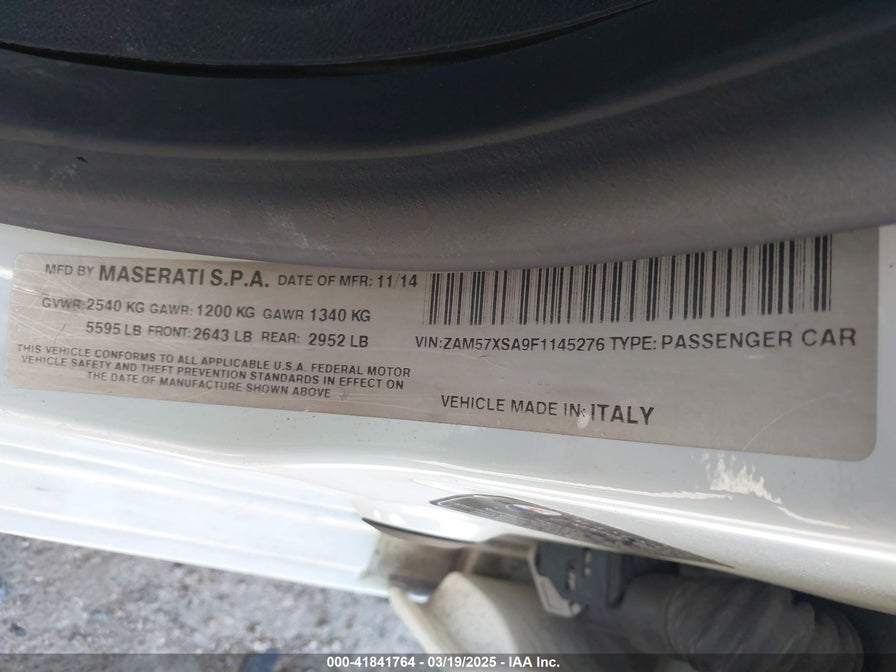 MFD BY MASERATI S.P.A. DATE OF MFR: 11/14
GVWR: 2540 KG GAWR: 1200 KG GAWR 1340 KG
5595 LB FRONT: 2643 LB REAR: 2952 LB
THIS VEHICLE CONFORMS TO ALL APPLICABLE U.S.A. FEDERAL MOTOR
VEHICLE SAFETY AND THEFT PREVENTION STANDARDS IN EFFECT ON
THE DATE OF MANUFACTURE SHOWN ABOVE
VIN:ZAM57XSA9F1145276 TYPE: PASSENGER CAR
VEHICLE MADE IN: ITALY
000-41841764 - 03/19/2025 - IAA Inc.